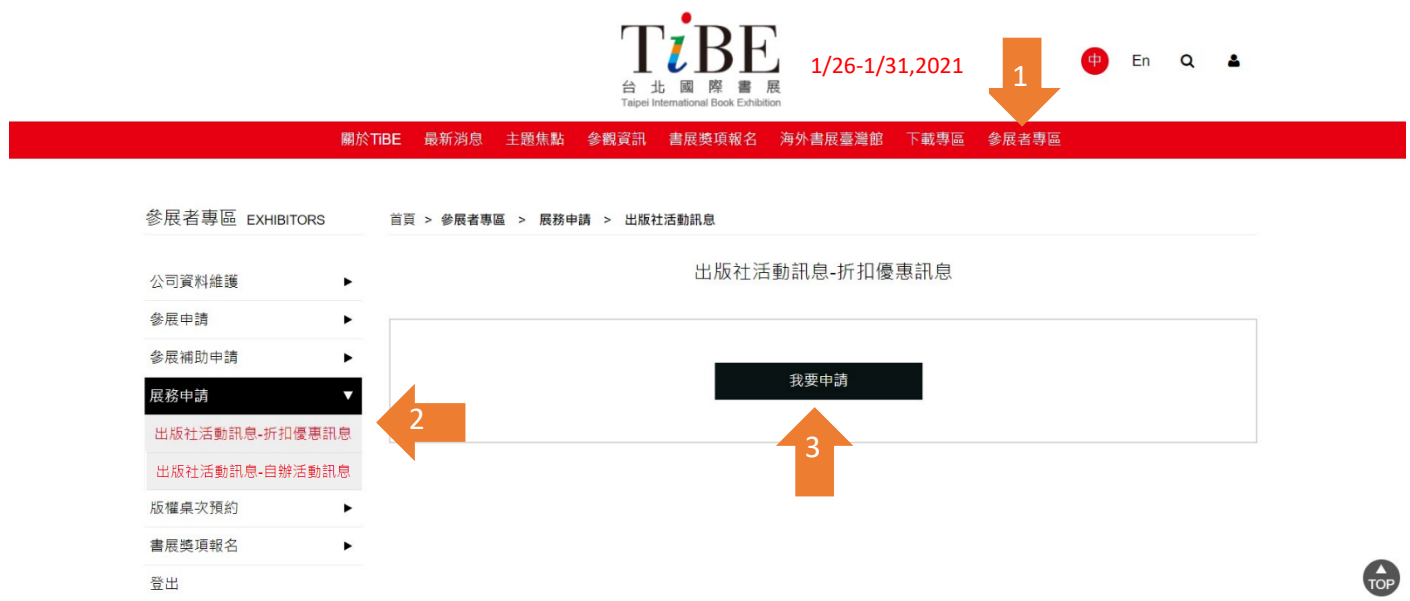 TiBE
台北國際書展
Taipei International Book Exhibition
1/26-1/31,2021
1
中 En
關於TiBE 最新消息 主題焦點 參觀資訊 書展獎項報名 海外書展臺灣館 下載專區 參展者專區
參展者專區 EXHIBITORS
首頁 > 參展者專區 > 展務申請 > 出版社活動訊息
出版社活動訊息-折扣優惠訊息
公司資料維護
參展申請
參展補助申請
展務申請
出版社活動訊息-折扣優惠訊息
出版社活動訊息-自辦活動訊息
版權桌次預約
書展獎項報名
登出
2
我要申請
3
TOP